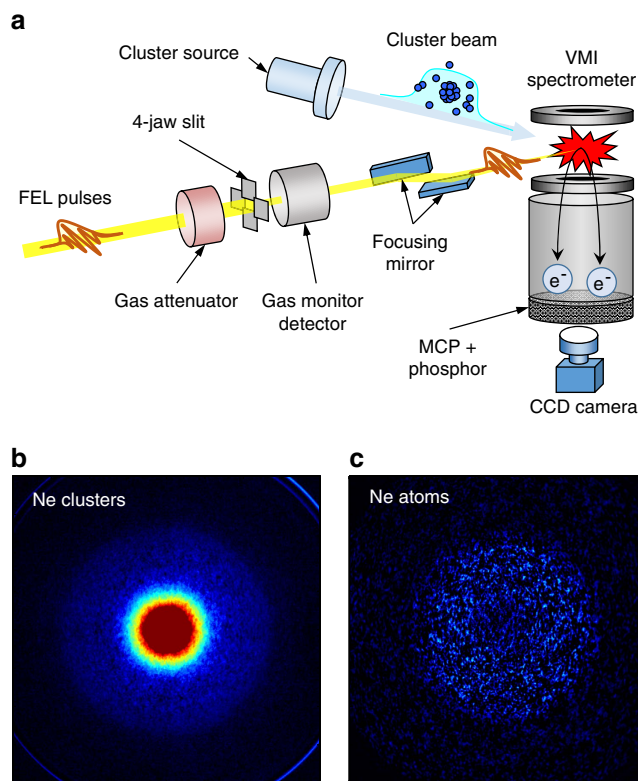 a
Cluster source
Cluster beam
VMI
spectrometer
4-jaw slit
FEL pulses
Focusing
mirror
Gas attenuator
Gas monitor
detector
e-
e-
MCP +
phosphor
CCD camera
b
c
Ne clusters
Ne atoms